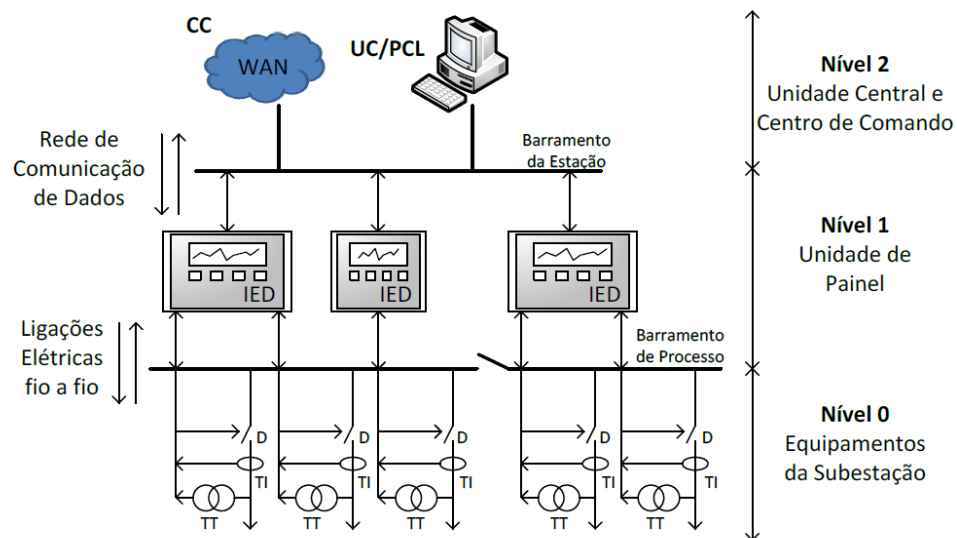 CC
WAN
UC/PCL
Nível 2
Unidade Central e
Centro de Comando
Rede de
Comunicação
de Dados
Barramento
da Estação
Nível 1
Unidade de
Painel
IED
IED
IED
Ligações
Elétricas
fio a fio
Barramento
de Processo
Nível 0
Equipamentos
da Subestação
D
D
D
D
D
TI
TI
TI
TI
TI
TT
TT
TT
TT
TT